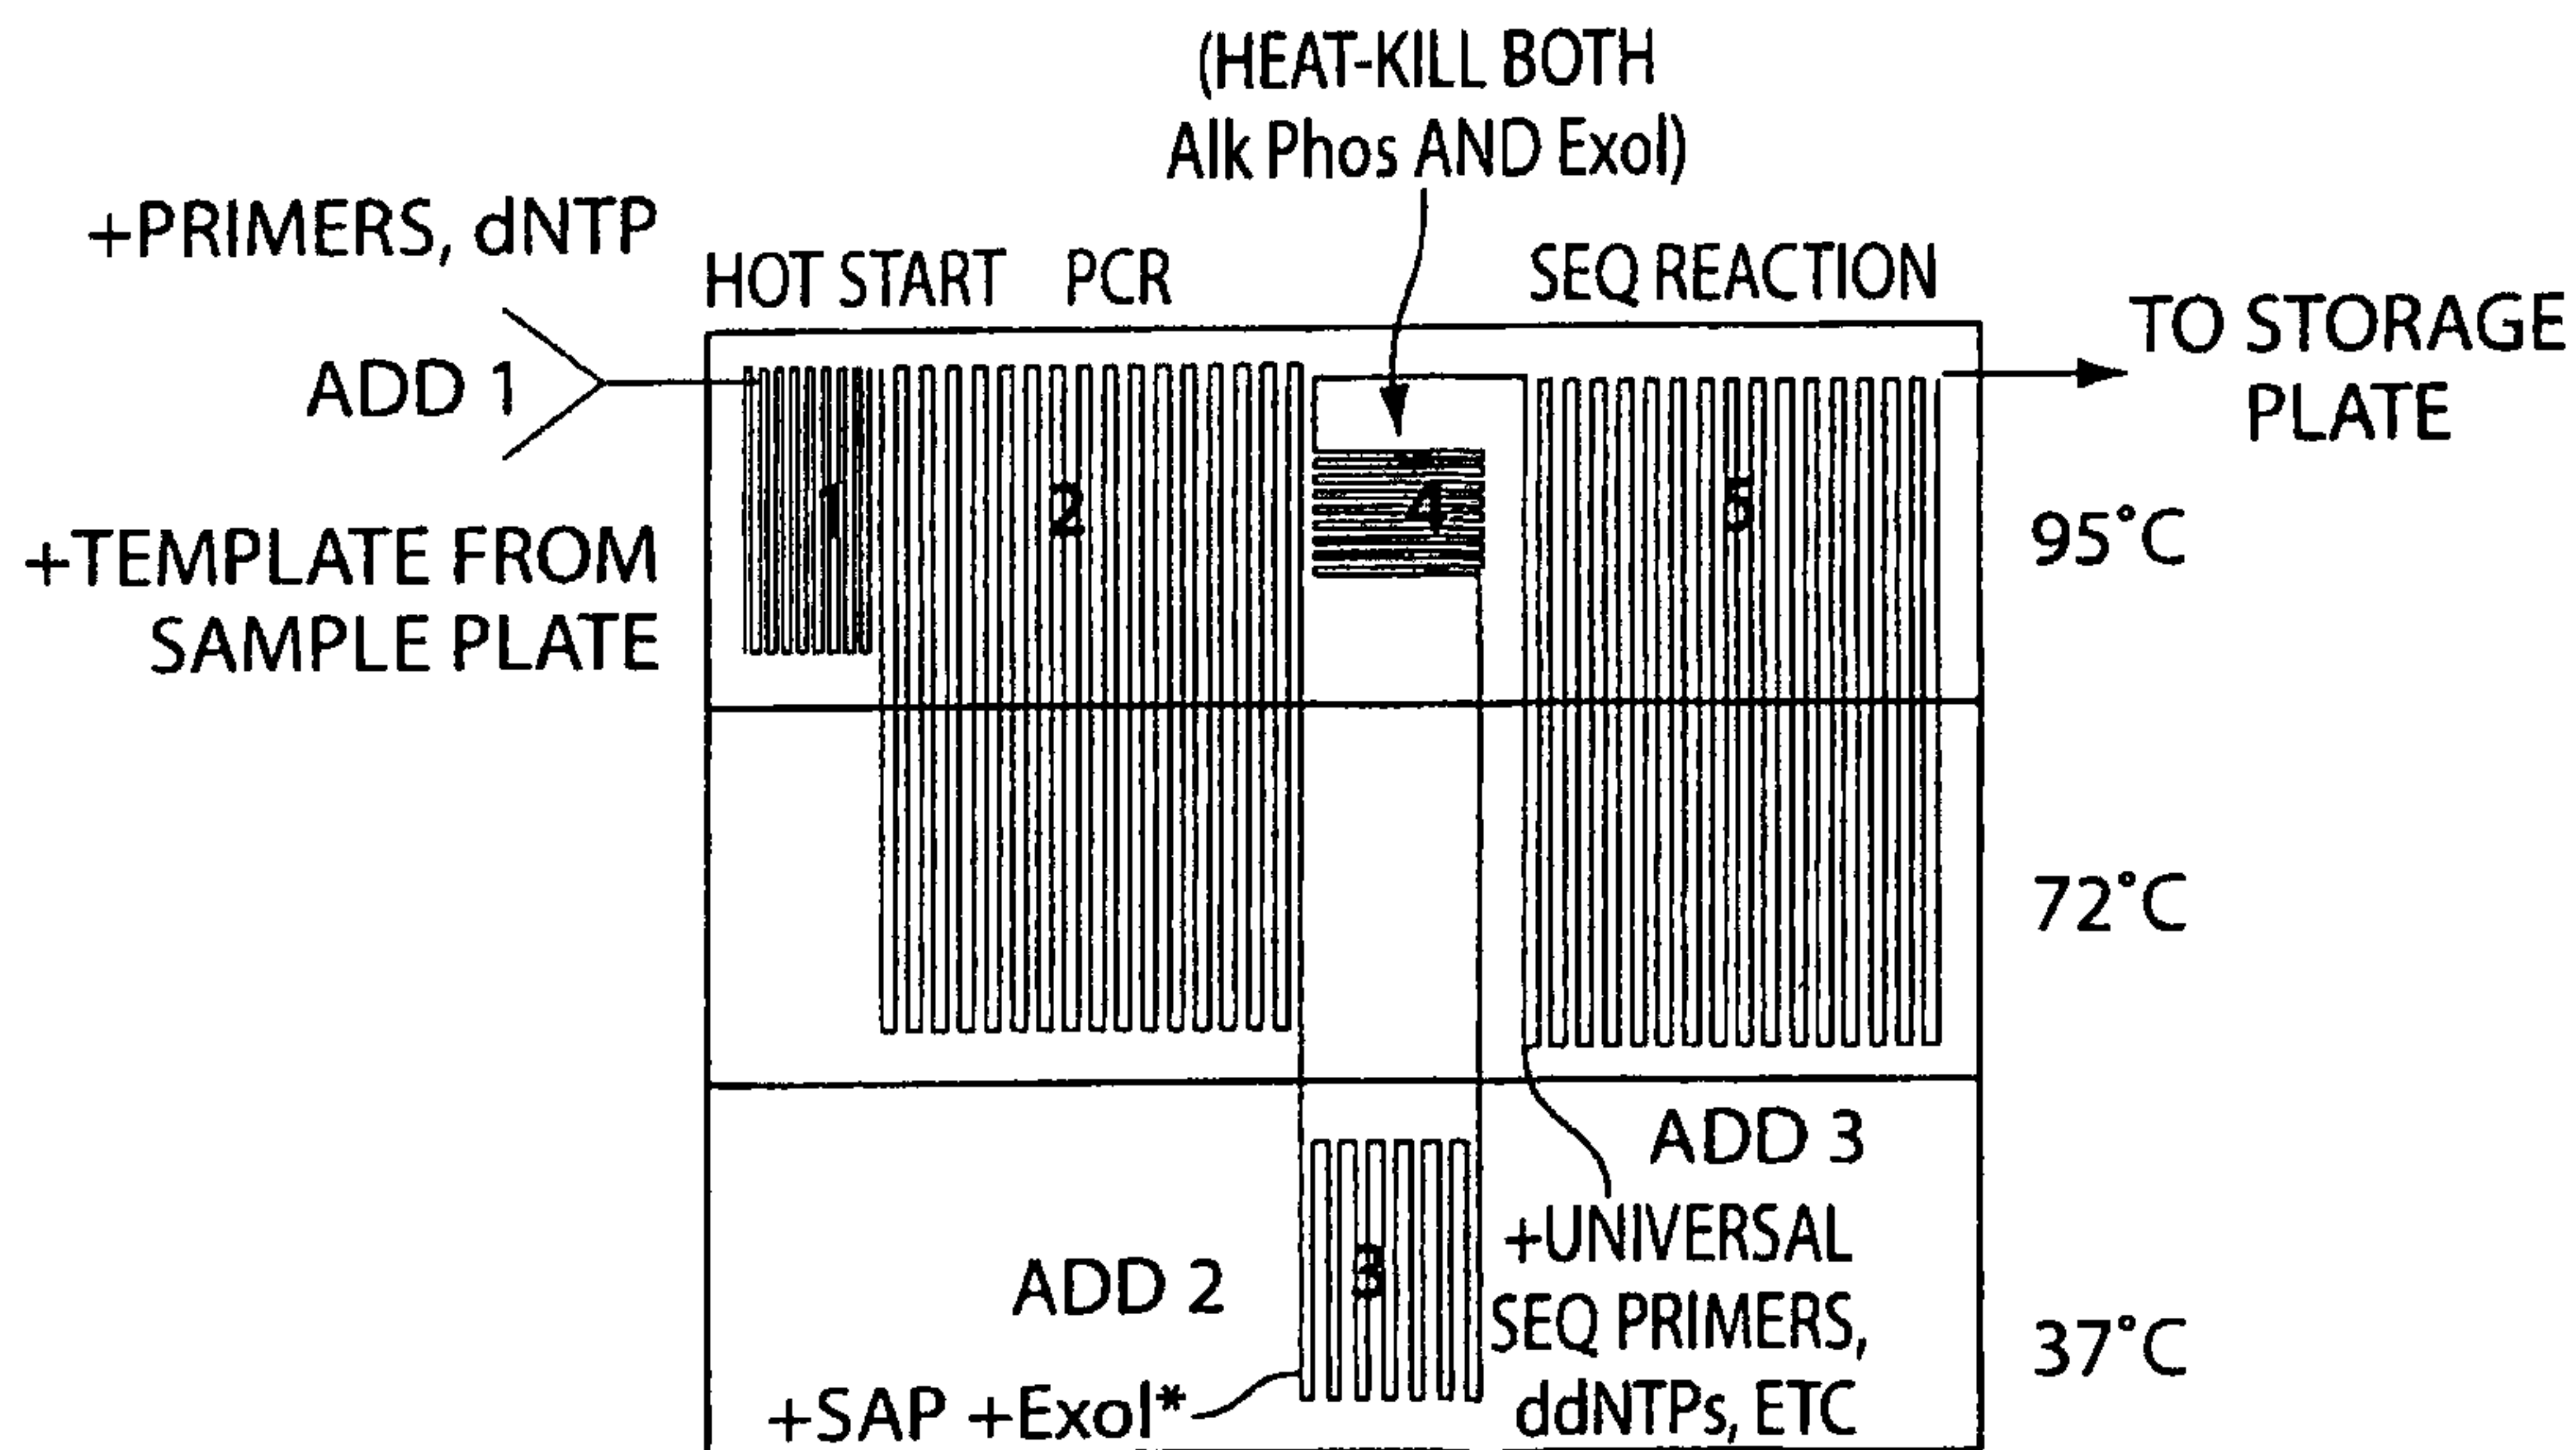 (HEAT-KILL BOTH
Alk Phos AND Exol)
+PRIMERS, dNTP
HOT START PCR
SEQ REACTION
ADD 1
TO STORAGE
PLATE
+TEMPLATE FROM
SAMPLE PLATE
1
2
4
5
95°C
72°C
ADD 3
+UNIVERSAL
SEQ PRIMERS,
ddNTPs, ETC
ADD 2
3
37°C
+SAP +Exol*